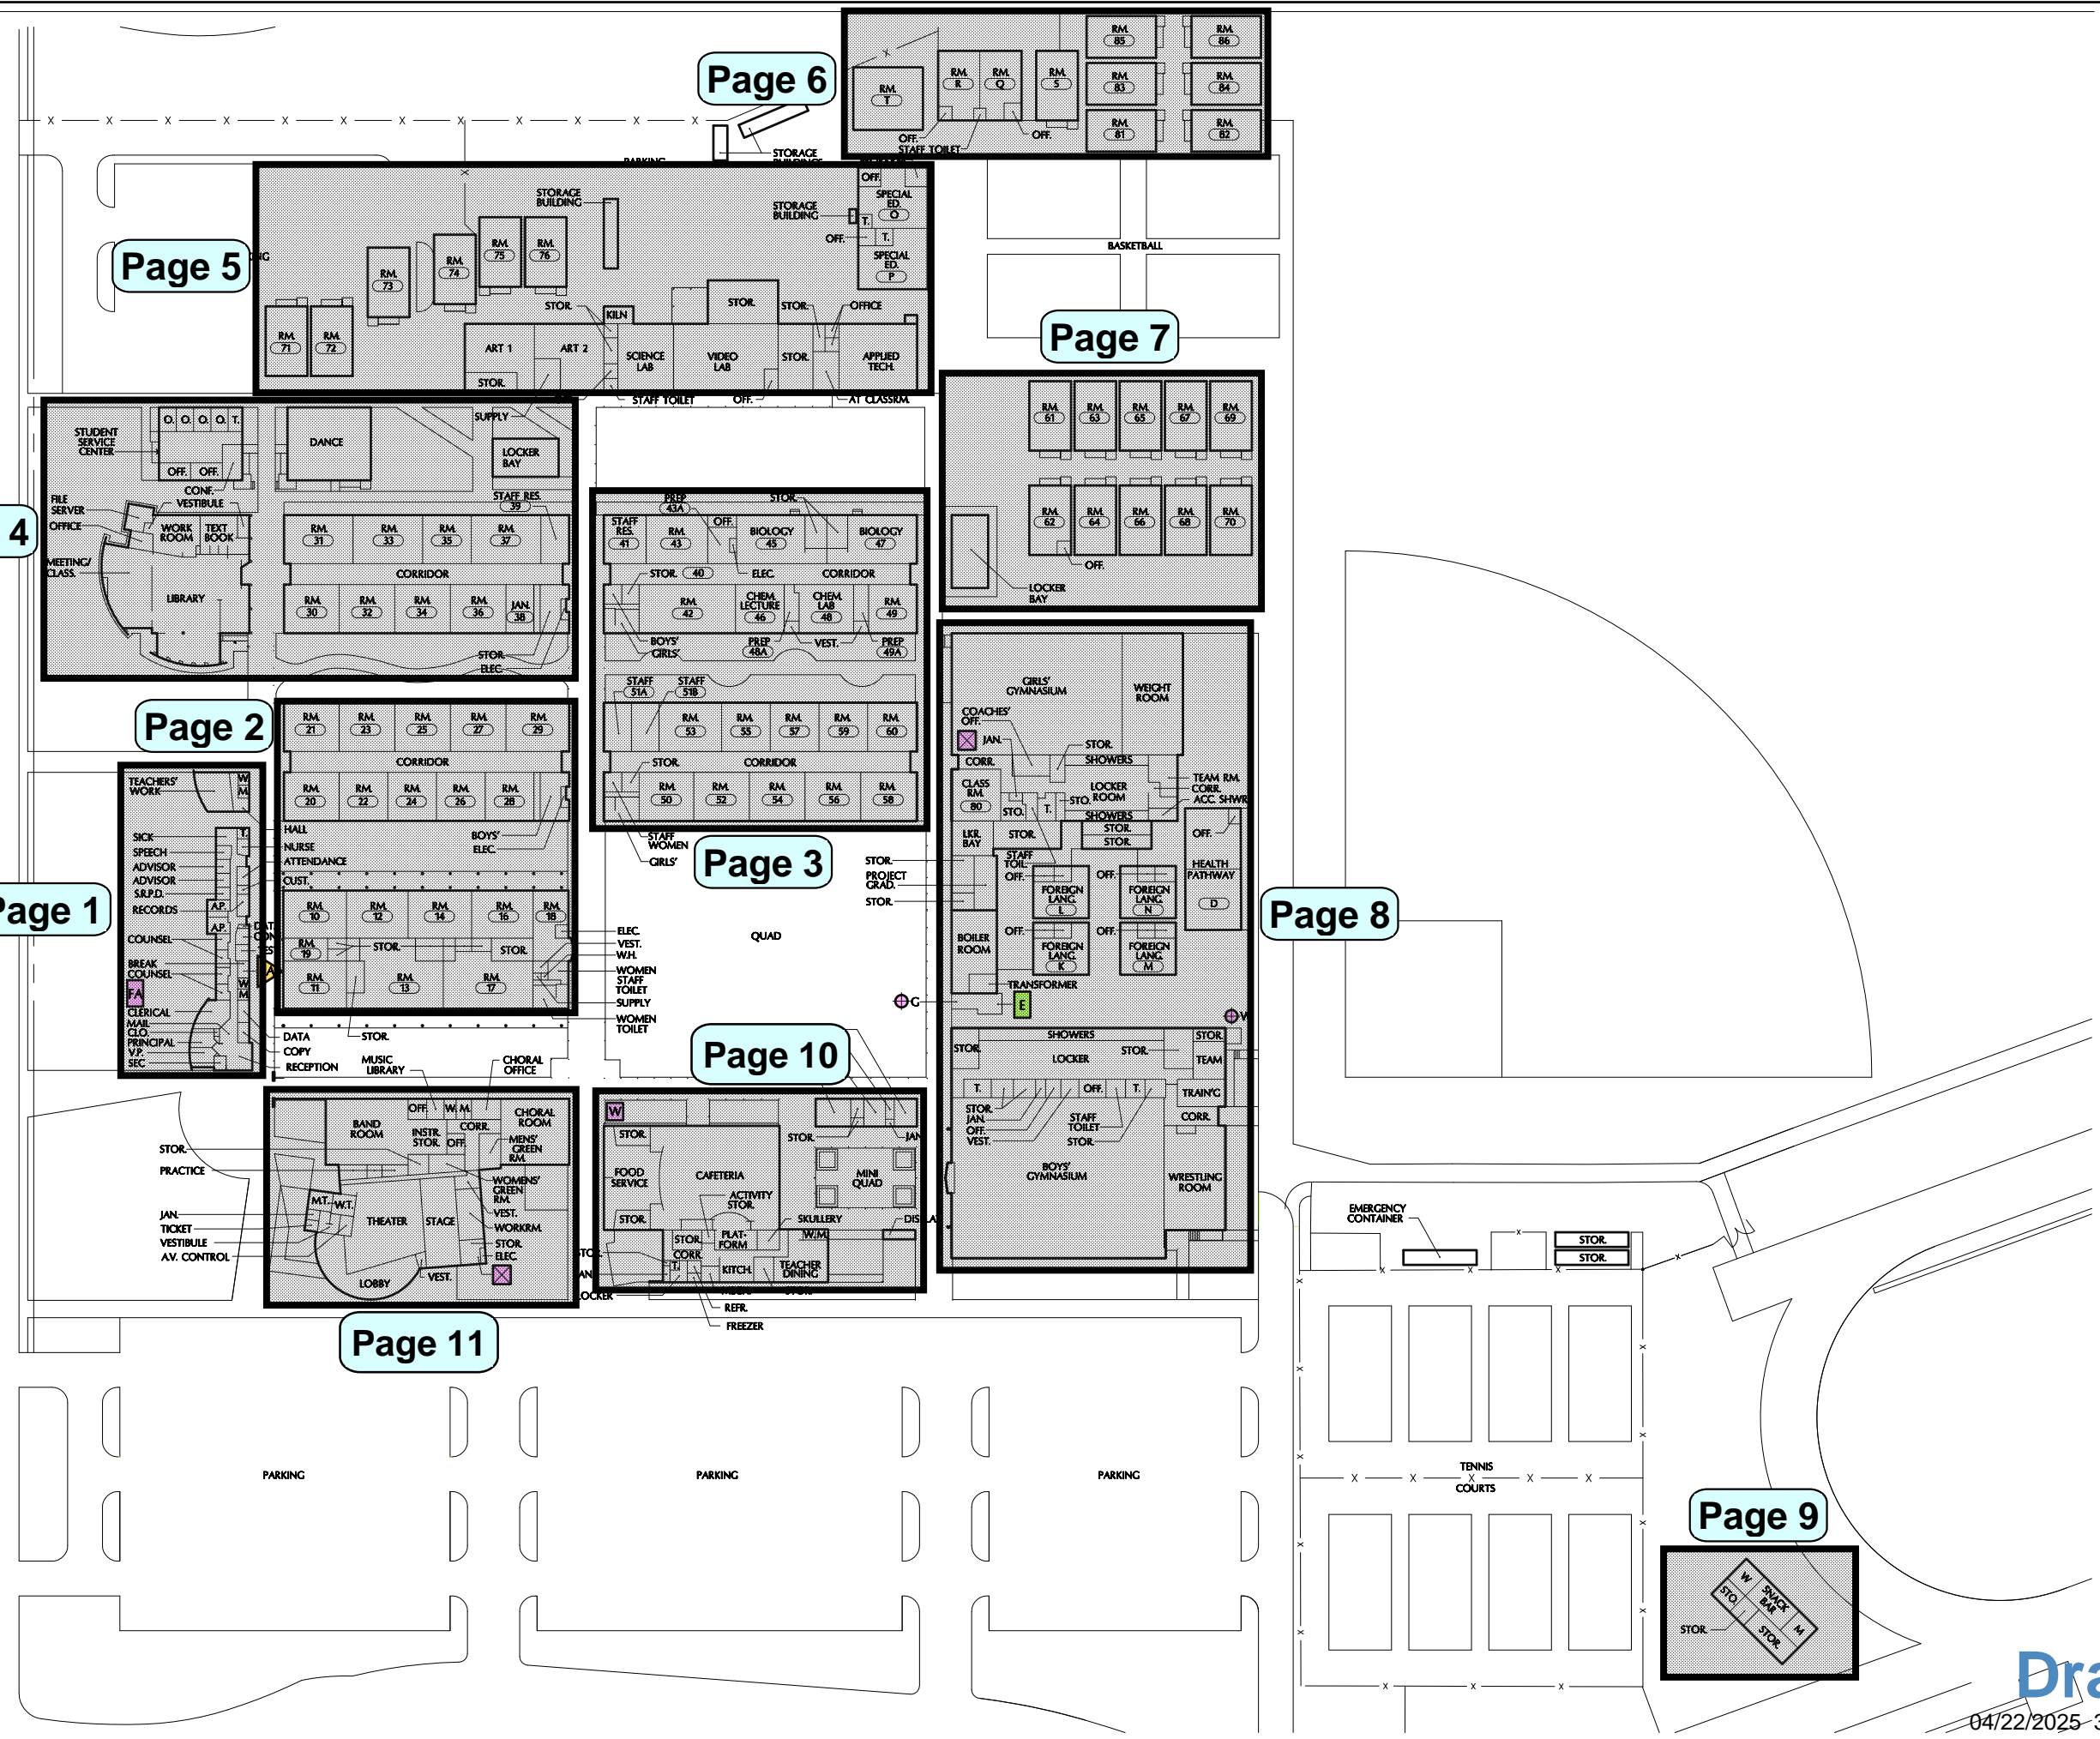 Page 6
RM. T
RM. R
RM. Q
RM. S
RM. 85
RM. 86
RM. 83
RM. 84
RM. 81
RM. 82
OFF.
STAFF TOILET
OFF.
STORAGE
PARKING
Page 5
STORAGE
BUILDING
STORAGE
BUILDING
OFF.
SPECIAL
ED.
O
T.
OFF.
T.
SPECIAL
ED.
P
RM. 71
RM. 72
RM. 73
RM. 74
RM. 75
RM. 76
STOR.
KILN
STOR.
STOR.
OFFICE
ART 1
ART 2
SCIENCE
LAB
VIDEO
LAB
STOR.
APPLIED
TECH.
STOR.
SUPPLY
STAFF TOILET
OFF.
AT CLASSRM.
BASKETBALL
Page 7
RM. 61
RM. 63
RM. 65
RM. 67
RM. 69
RM. 62
RM. 64
RM. 66
RM. 68
RM. 70
OFF.
LOCKER
BAY
4
STUDENT
SERVICE
CENTER
O. O. O. O. T.
OFF. OFF.
CONF.
VESTIBULE
DANCE
LOCKER
BAY
STAFF RES.
39
FILE
SERVER
OFFICE
WORK
ROOM
TEXT
BOOK
MEETING/
CLASS.
LIBRARY
RM. 31
RM. 33
RM. 35
RM. 37
CORRIDOR
RM. 30
RM. 32
RM. 34
RM. 36
JAN. 38
STOR.
ELEC.
PREP
43A
STOR.
STAFF
RES.
41
RM. 43
OFF.
BIOLOGY
45
BIOLOGY
47
STOR. 40
ELEC.
CORRIDOR
RM. 42
CHEM.
LECTURE
46
CHEM.
LAB
48
RM. 49
BOYS'
GIRLS'
PREP
48A
VEST.
PREP
49A
STAFF
51A
STAFF
51B
RM. 53
RM. 55
RM. 57
RM. 59
RM. 60
STOR.
CORRIDOR
RM. 50
RM. 52
RM. 54
RM. 56
RM. 58
STAFF
WOMEN
GIRLS'
Page 3
Page 2
RM. 21
RM. 23
RM. 25
RM. 27
RM. 29
CORRIDOR
RM. 20
RM. 22
RM. 24
RM. 26
RM. 28
BOYS'
ELEC.
RM. 10
RM. 12
RM. 14
RM. 16
RM. 18
RM. 19
STOR.
STOR.
RM. 11
RM. 13
RM. 17
STOR.
ELEC.
VEST.
W.H.
WOMEN
STAFF
TOILET
SUPPLY
WOMEN
TOILET
QUAD
Page 1
TEACHERS'
WORK
W.
M.
SICK
SPEECH
ADVISOR
ADVISOR
S.R.P.D.
RECORDS
A.P.
A.P.
COUNSEL
BREAK
COUNSEL
FA
CLERICAL
MAIL
CLO.
PRINCIPAL
V.P.
SEC
T.
HALL
NURSE
ATTENDANCE
CUST.
A
W
M
DATA
COPY
RECEPTION
Page 8
GIRLS'
GYMNASIUM
WEIGHT
ROOM
COACHES'
OFF.
JAN.
STOR.
CORR.
SHOWERS
CLASS
RM.
80
LOCKER
ROOM
TEAM RM.
CORR.
ACC. SHWR
STO.
STO.
T.
SHOWERS
LKR.
BAY
STOR.
STOR.
STOR.
OFF.
HEALTH
PATHWAY
D
STOR.
PROJECT
GRAD.
STOR.
STAFF
TOIL.
OFF.
FOREIGN
LANG.
L
OFF.
FOREIGN
LANG.
N
OFF.
FOREIGN
LANG.
K
OFF.
FOREIGN
LANG.
M
BOILER
ROOM
TRANSFORMER
G
E
SHOWERS
STOR.
LOCKER
STOR.
STOR.
TEAM
T.
OFF.
T.
TRAIN'G
STOR.
JAN.
OFF.
VEST.
STAFF
TOILET
STOR.
CORR.
BOYS'
GYMNASIUM
WRESTLING
ROOM
Page 10
W
STOR.
FOOD
SERVICE
CAFETERIA
STOR.
MINI
QUAD
STOR.
ACTIVITY
STOR.
SKULLERY
STOR.
PLAT-
FORM
W.M.
CORR.
T.
KITCH.
TEACHER
DINING
REFR.
FREEZER
MUSIC
LIBRARY
CHORAL
OFFICE
BAND
ROOM
OFF.
W. M.
CORR.
INSTR.
STOR.
OFF.
CHORAL
ROOM
MENS'
GREEN
RM.
STOR.
PRACTICE
WOMENS'
GREEN
RM.
VEST.
M.T.
W.T.
THEATER
STAGE
WORKRM.
JAN.
TICKET
VESTIBULE
A.V. CONTROL
STOR.
ELEC.
LOBBY
VEST.
Page 11
EMERGENCY
CONTAINER
STOR.
STOR.
PARKING
PARKING
PARKING
TENNIS
COURTS
Page 9
W
SNACK
BAR
M
STO.
STOR.
STOR.
Dra
04/22/2025